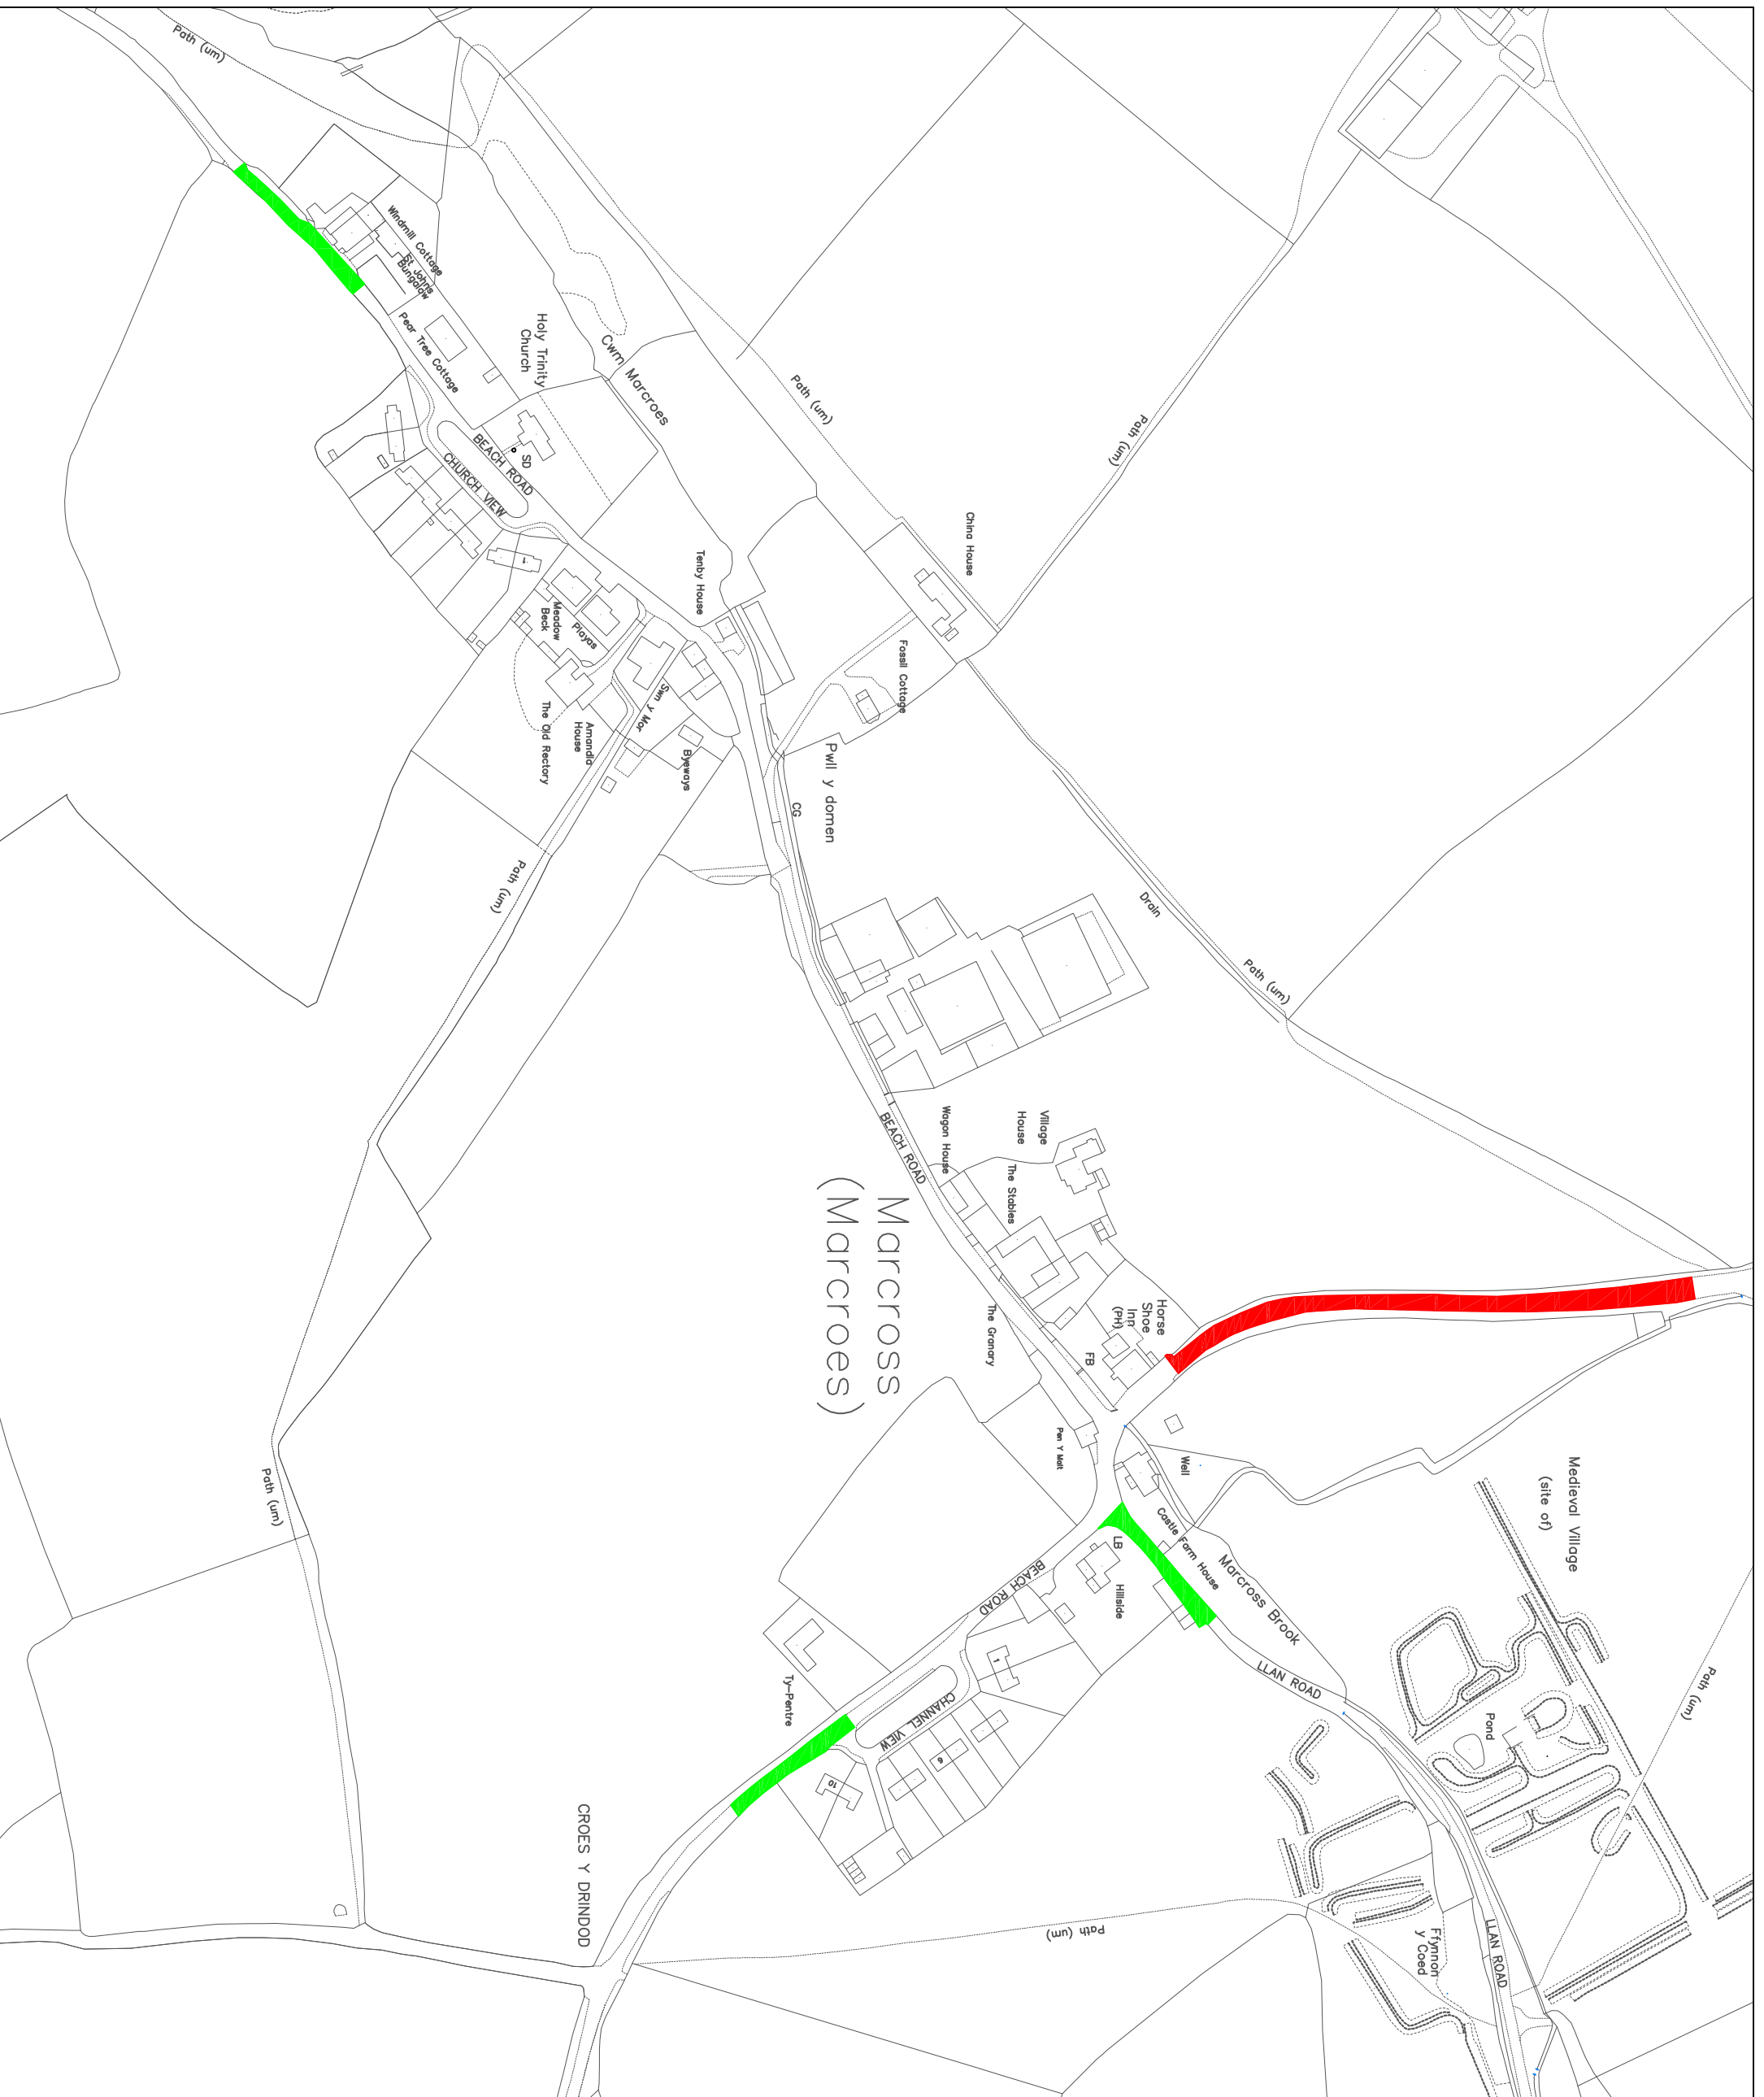 Path (um)
Windmill Cottage
St Johns
Bungalow
Pear Tree Cottage
Holy Trinity
Church
Cwm Marcroes
SD
BEACH ROAD
CHURCH VIEW
Path (um)
Path (um)
China House
Tenby House
Fossil Cottage
Meadow
Beck
Playas
Swn y Mor
The Old Rectory
Amandla
House
Byeways
Pwll y domen
CG
Path (um)
Drain
Path (um)
BEACH ROAD
Wagon House
Village
House
The Stables
Marcross
(Marcroes)
The Granary
Horse
Shoe
Inn
(PH)
FB
Pen Y Malt
Well
Castle Farm House
LB
Hillside
Marcross Brook
Medieval Village
(site of)
Path (um)
BEACH ROAD
LLAN ROAD
Path (um)
Pond
1
CHANNEL VIEW
6
10
Ty-Pentre
CROES Y DRINDOD
Path (um)
Ffynnon
y Coed
LLAN ROAD